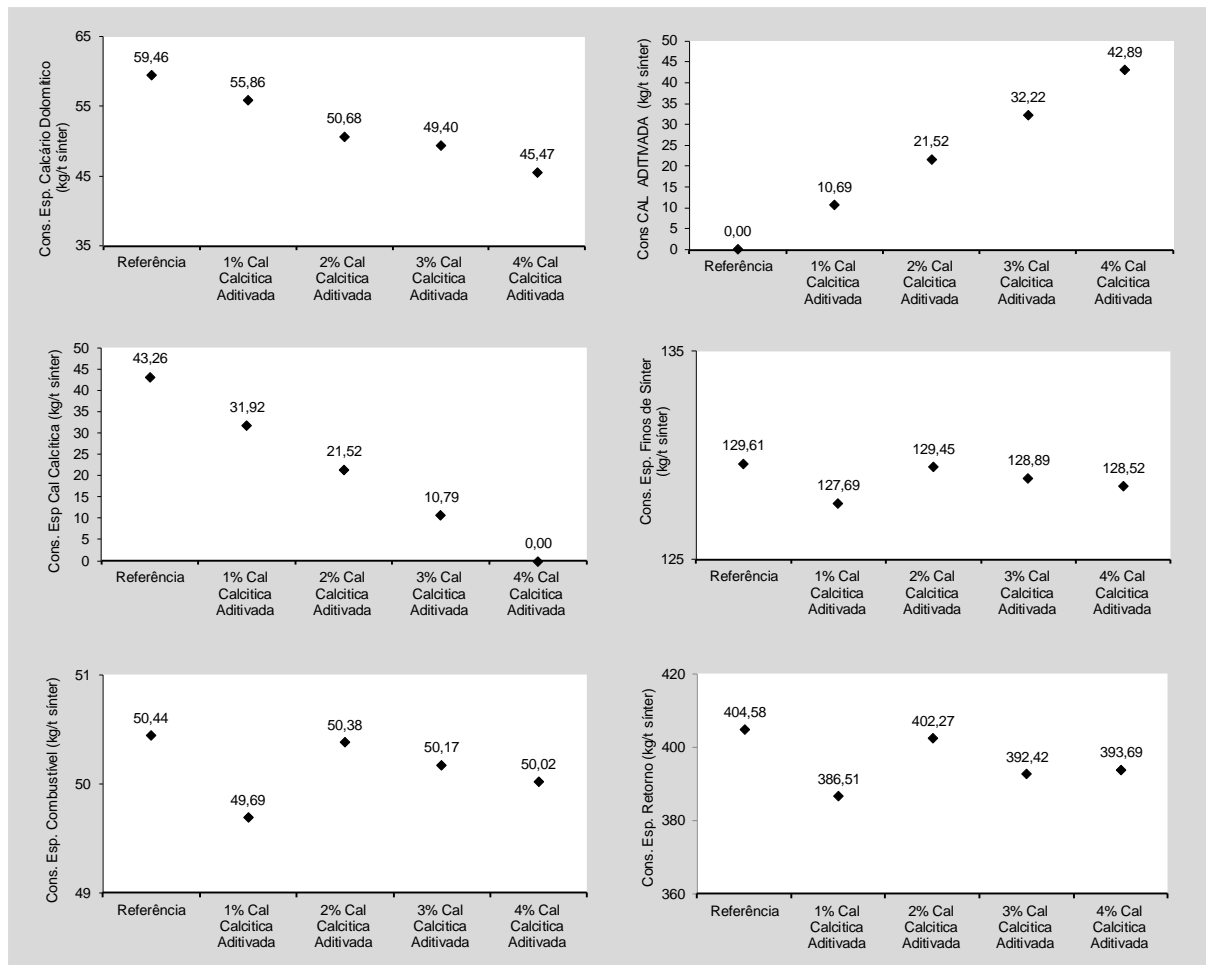 Cons. Esp. Calcário Dolomítico
(kg/t sínter)
65
55
45
35
59,46
55,86
50,68
49,40
45,47
Referência
1% Cal
Calcitica
Aditivada
2% Cal
Calcitica
Aditivada
3% Cal
Calcitica
Aditivada
4% Cal
Calcitica
Aditivada
Cons CAL ADITIVADA (kg/t sínter)
50
45
40
35
30
25
20
15
10
5
0
0,00
10,69
21,52
32,22
42,89
Referência
1% Cal
Calcitica
Aditivada
2% Cal
Calcitica
Aditivada
3% Cal
Calcitica
Aditivada
4% Cal
Calcitica
Aditivada
Cons. Esp Cal Calcítica (kg/t sínter)
50
45
40
35
30
25
20
15
10
5
0
43,26
31,92
21,52
10,79
0,00
Referência
1% Cal
Calcitica
Aditivada
2% Cal
Calcitica
Aditivada
3% Cal
Calcitica
Aditivada
4% Cal
Calcitica
Aditivada
Cons. Esp. Finos de Sínter
(kg/t sínter)
135
125
129,61
127,69
129,45
128,89
128,52
Referência
1% Cal
Calcitica
Aditivada
2% Cal
Calcitica
Aditivada
3% Cal
Calcitica
Aditivada
4% Cal
Calcitica
Aditivada
Cons. Esp. Combustível (kg/t sínter)
51
50
49
50,44
49,69
50,38
50,17
50,02
Referência
1% Cal
Calcitica
Aditivada
2% Cal
Calcitica
Aditivada
3% Cal
Calcitica
Aditivada
4% Cal
Calcitica
Aditivada
Cons. Esp. Retorno (kg/t sínter)
420
400
380
360
404,58
386,51
402,27
392,42
393,69
Referência
1% Cal
Calcitica
Aditivada
2% Cal
Calcitica
Aditivada
3% Cal
Calcitica
Aditivada
4% Cal
Calcitica
Aditivada